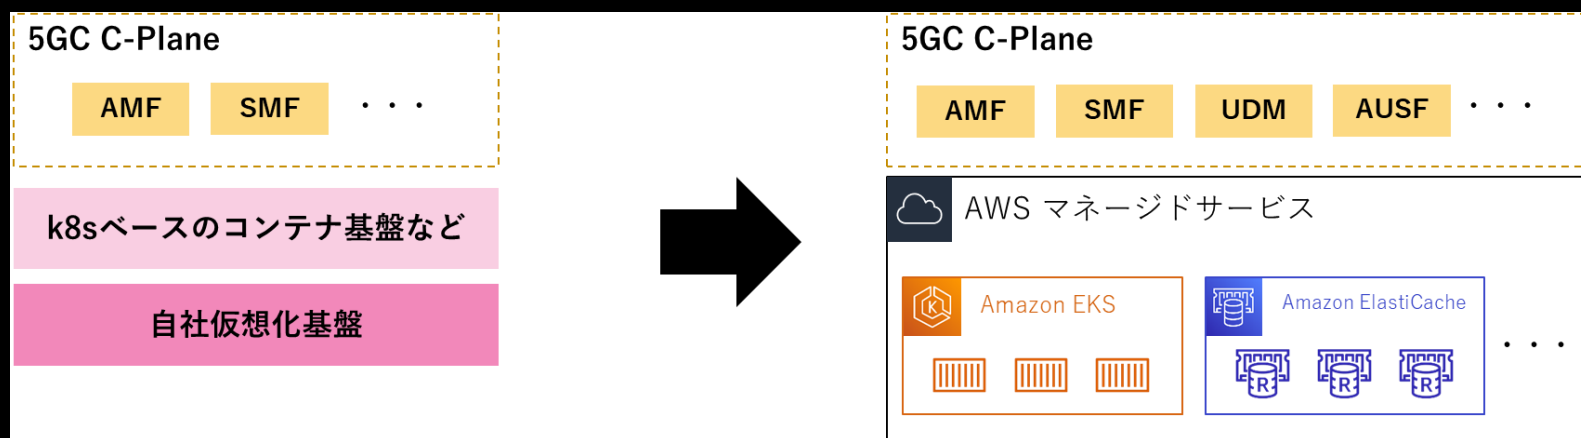 5GC C-Plane
AMF
SMF
・・・
k8sベースのコンテナ基盤など
自社仮想化基盤
5GC C-Plane
AMF
SMF
UDM
AUSF
・・・
AWS マネージドサービス
K
Amazon EKS
Amazon ElastiCache
R
R
R
・・・